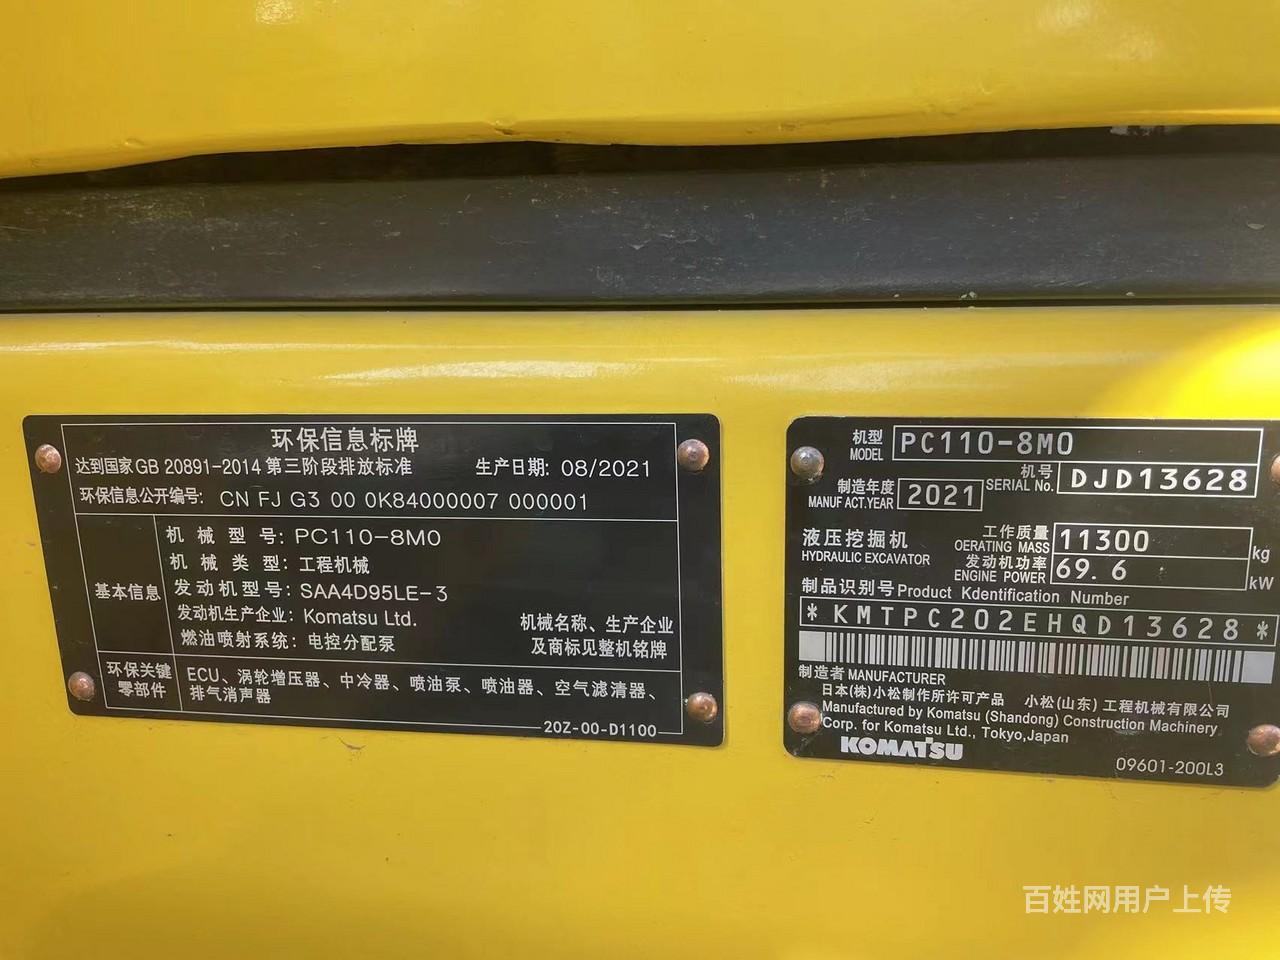 环保信息标牌
达到国家GB 20891-2014 第三阶段排放标准 生产日期: 08/2021
环保信息公开编号: CN FJ G3 00 0K84000007 000001
基本信息
机械型号: PC110-8M0
机械类型: 工程机械
发动机型号: SAA4D95LE-3
发动机生产企业: Komatsu Ltd.
燃油喷射系统: 电控分配泵
机械名称、生产企业
及商标见整机铭牌
环保关键
零部件
ECU、涡轮增压器、中冷器、喷油泵、喷油器、空气滤清器、
排气消声器
20Z-00-D1100
机型
MODEL PC110-8M0
机号
SERIAL No. DJD13628
制造年度
MANUF ACT.YEAR 2021
液压挖掘机
HYDRAULIC EXCAVATOR
工作质量
OERATING MASS 11300 kg
发动机功率
ENGINE POWER 69.6 kW
制品识别号 Product Kdentification Number
*KMTPC202EHQD13628*
制造者 MANUFACTURER
日本(株)小松制作所许可产品 小松(山东)工程机械有限公司
Manufactured by Komatsu (Shandong) Construction Machinery
Corp. for Komatsu Ltd., Tokyo,Japan
KOMATSU
09601-200L3
百姓网用户上传